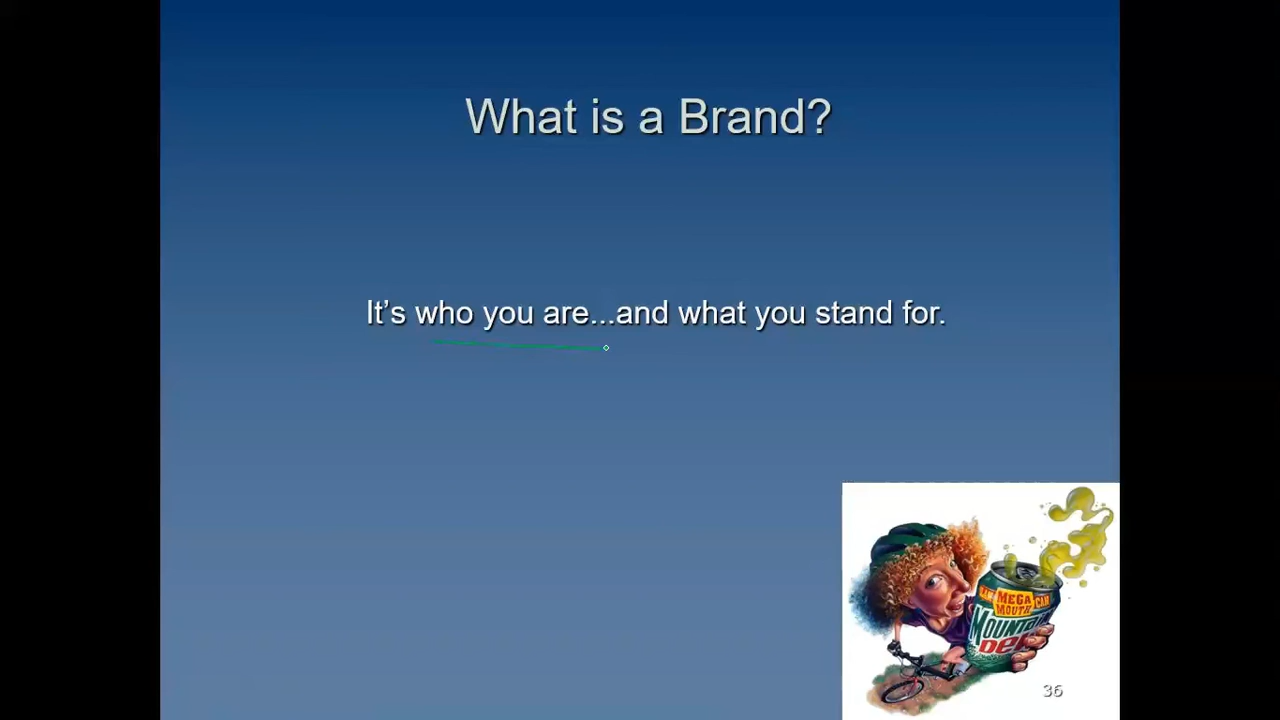 What is a Brand?
It’s who you are...and what you stand for.
MEGA
MOUTH CAN
MOUNTAIN
DEW
36